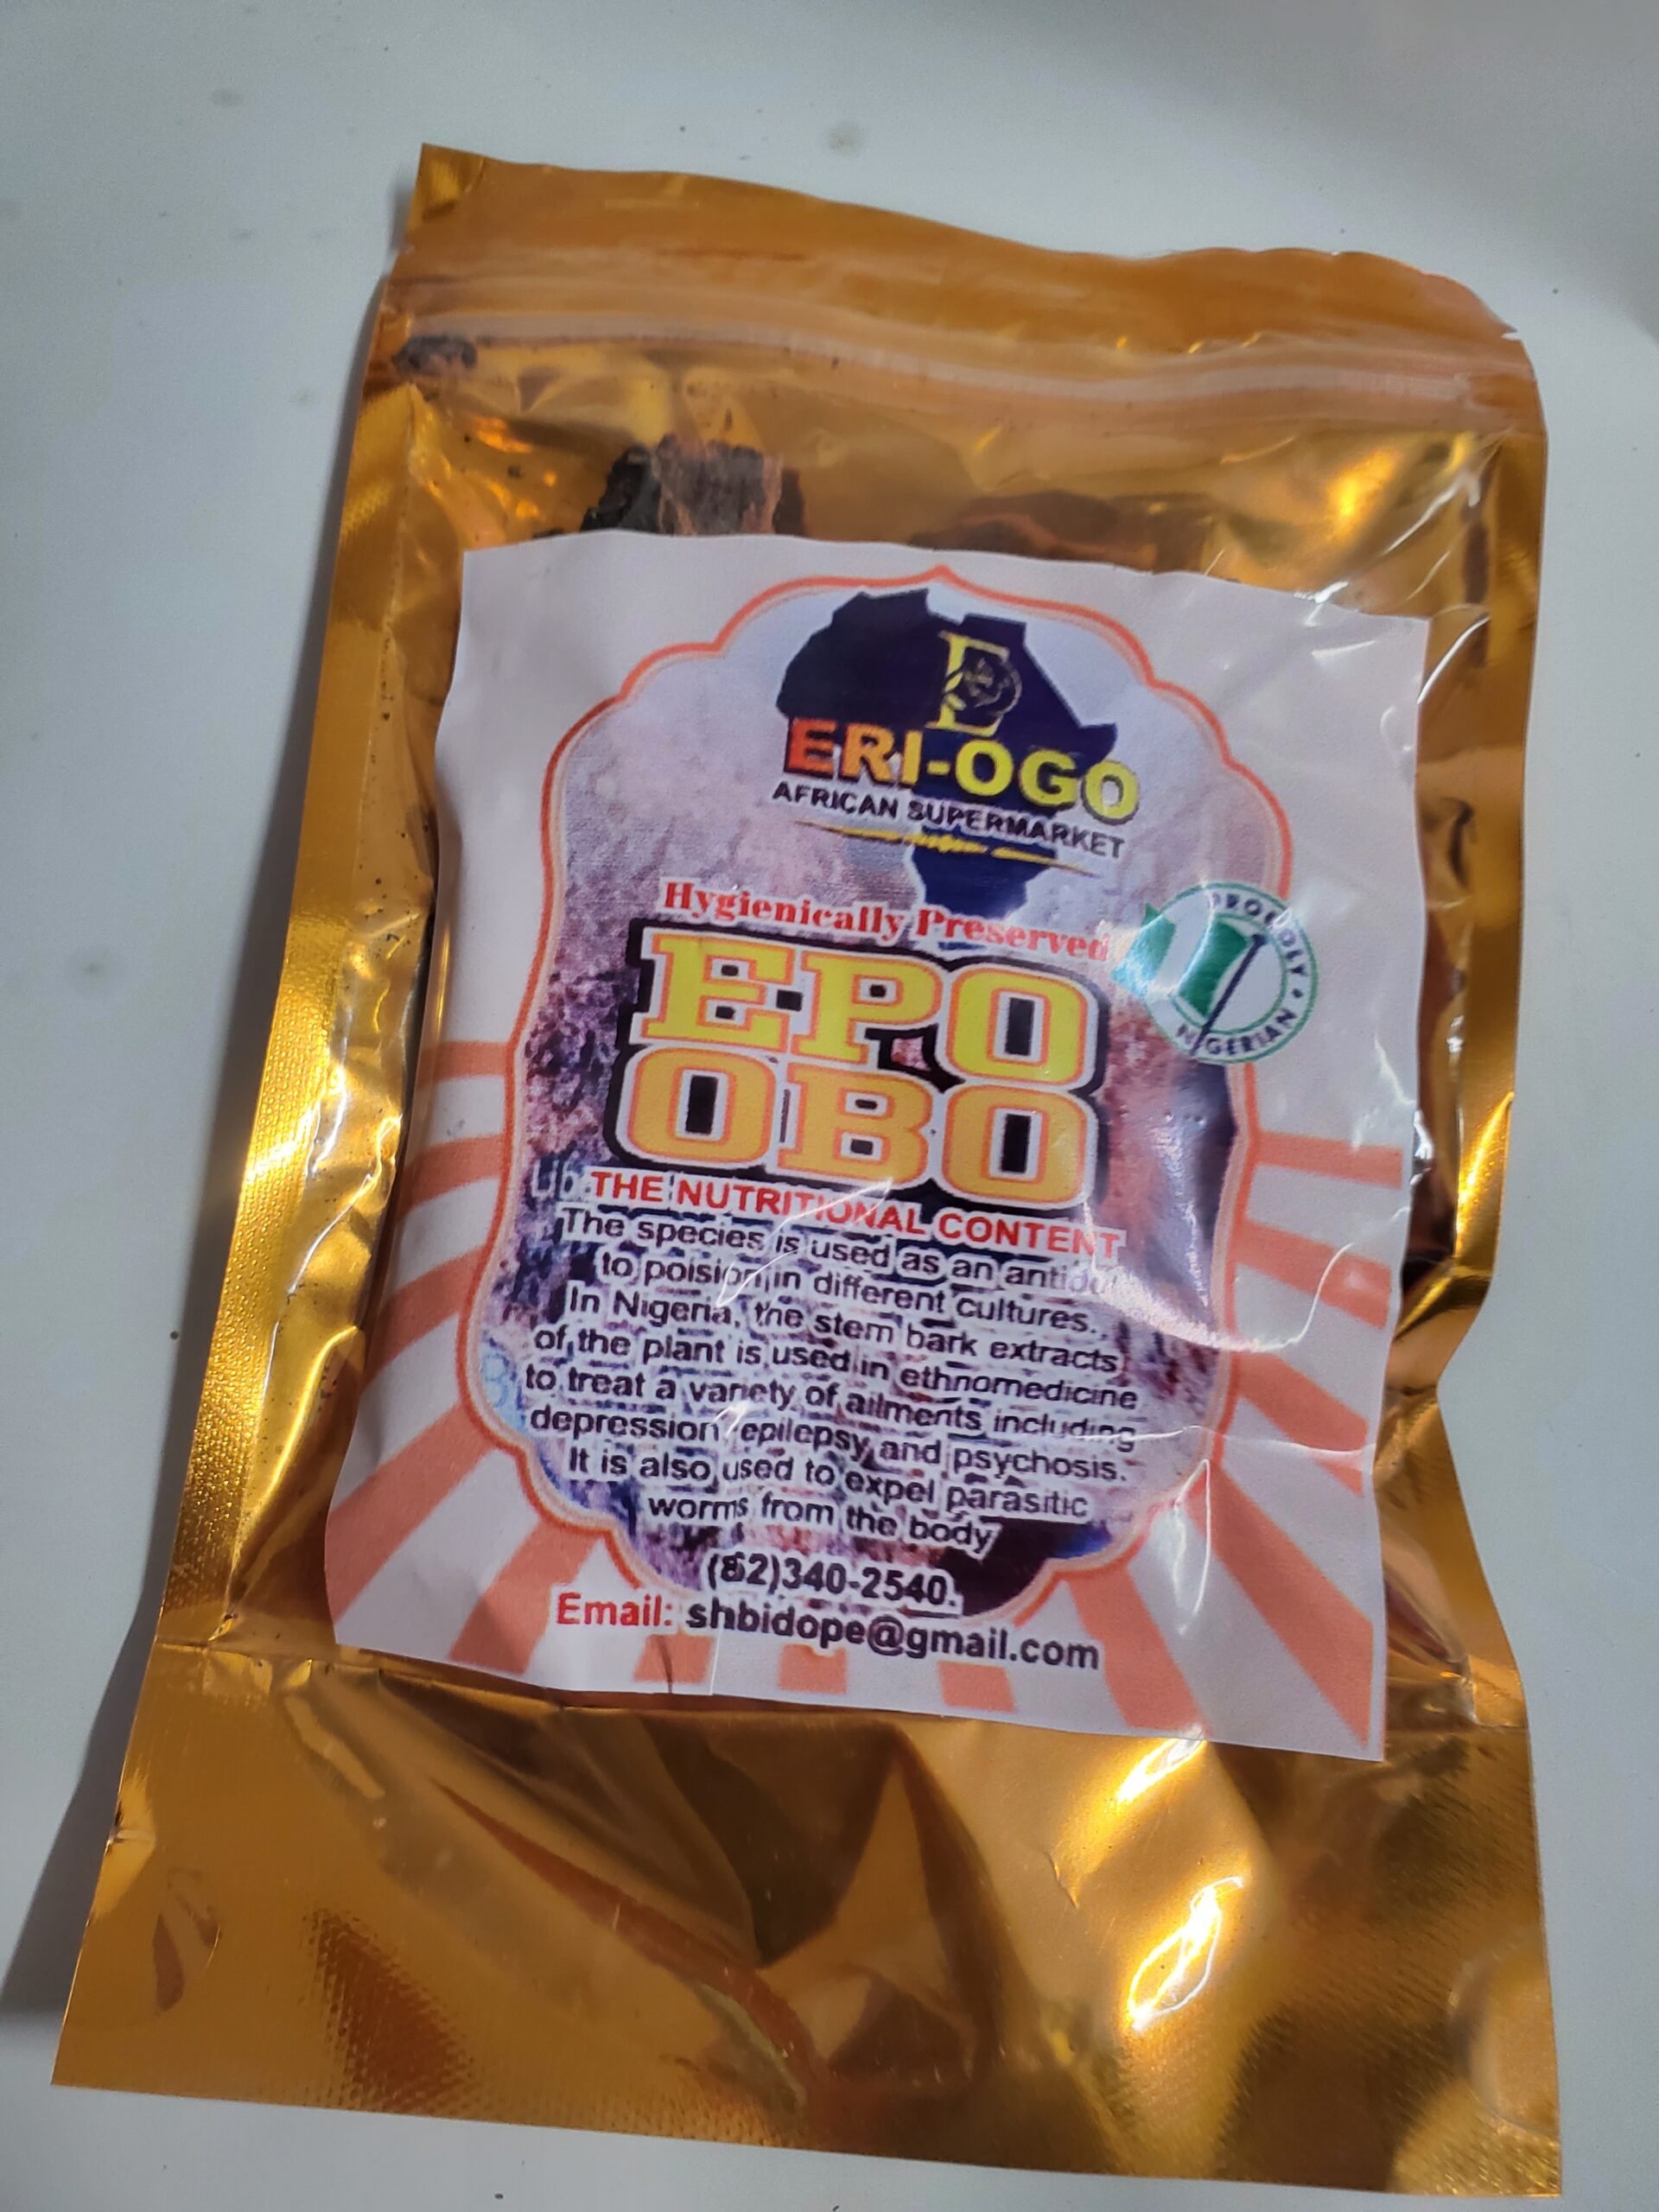 E
ERI-OGO
AFRICAN SUPERMARKET
Hygienically Preserved
PROUDLY • NIGERIAN •
EPO
OBO
THE NUTRITIONAL CONTENT
The species is used as an
to poision in different cultures..
In Nigeria, the stem bark extracts
of the plant is used in ethnomedicine
to treat a variety of ailments including
depression epilepsy and psychosis.
It is also used to expel parasitic
worms from the body
340-2540.
Email: shbidope@gmail.com